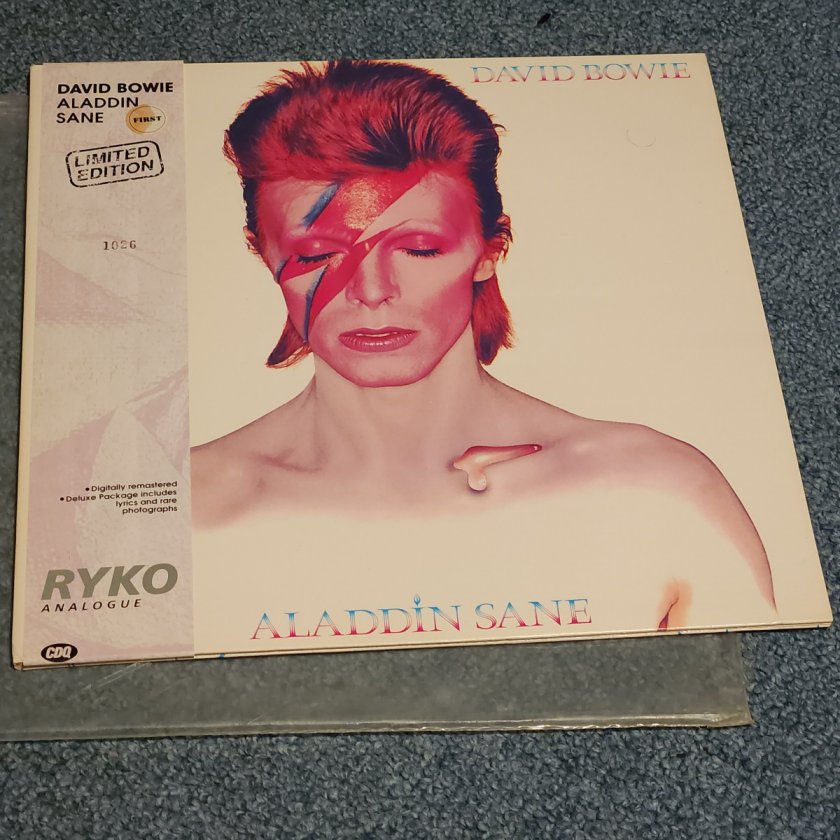 DAVID BOWIE
ALADDIN
SANE
FIRST
LIMITED
EDITION
1026
• Digitally remastered
• Deluxe Package includes
lyrics and rare
photographs
RYKO
ANALOGUE
CDQ
DAVID BOWIE
ALADDIN SANE